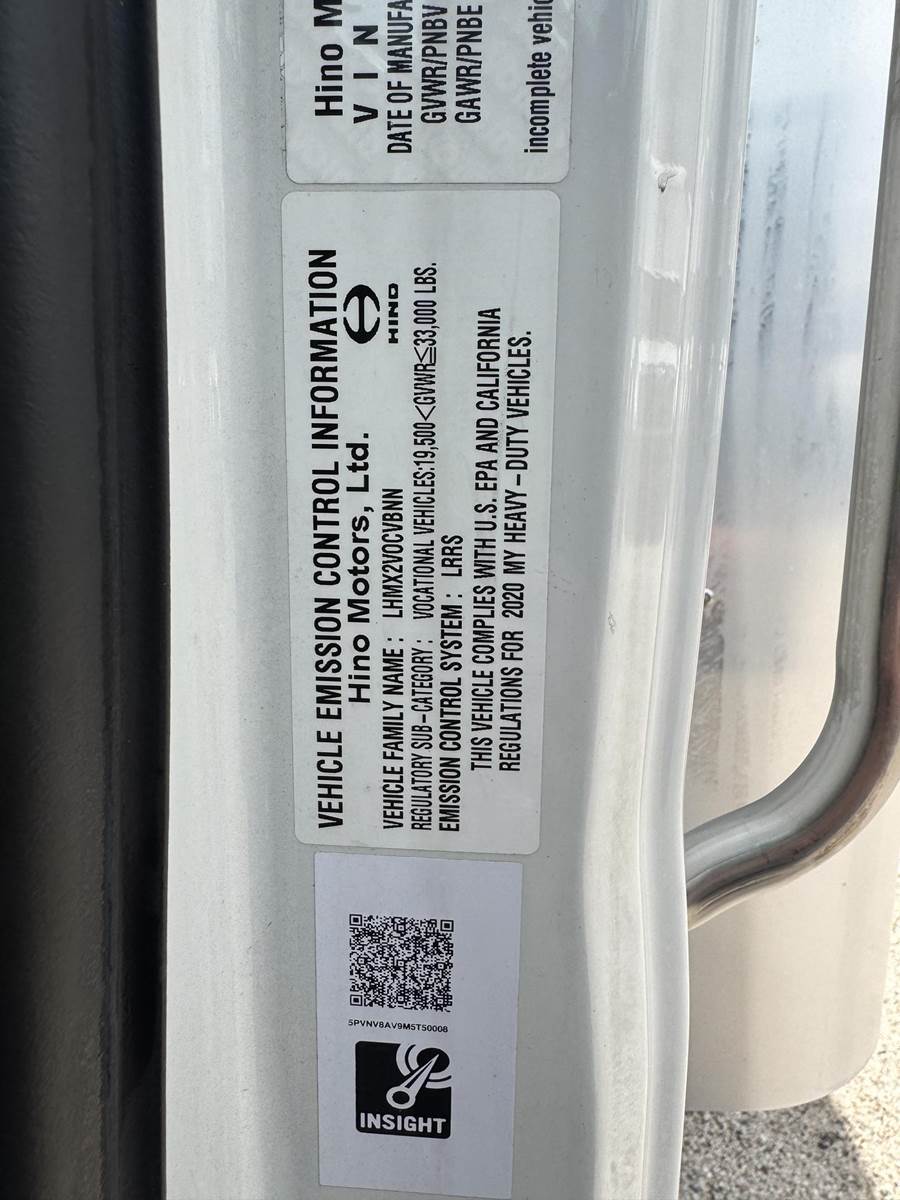 Hino M
V I N
DATE OF MANUFA
GVWR/PNBV
GAWR/PNBE
incomplete vehic
VEHICLE EMISSION CONTROL INFORMATION
Hino Motors, Ltd.
HINO
VEHICLE FAMILY NAME : LHMX2VOCVBNN
REGULATORY SUB-CATEGORY : VOCATIONAL VEHICLES:19,500<GVWR≦33,000 LBS.
EMISSION CONTROL SYSTEM : LRRS
THIS VEHICLE COMPLIES WITH U.S. EPA AND CALIFORNIA
REGULATIONS FOR 2020 MY HEAVY-DUTY VEHICLES.
5PVNV8AV9M5T50008
INSIGHT